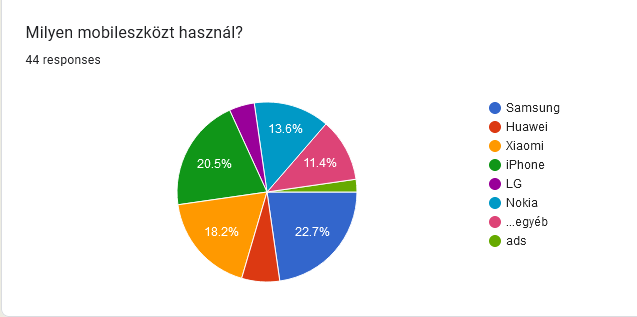 Milyen mobileszközt használ?
44 responses
13.6%
20.5%
11.4%
18.2%
22.7%
Samsung
Huawei
Xiaomi
iPhone
LG
Nokia
...egyéb
ads